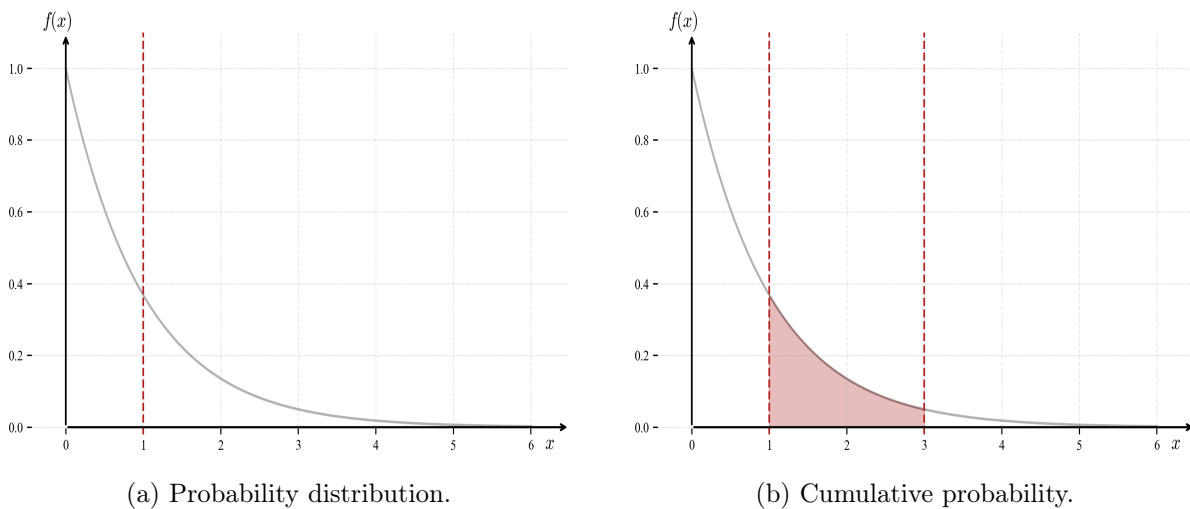 f(x)
1.0
0.8
0.6
0.4
0.2
0.0
0 1 2 3 4 5 6 x
(a) Probability distribution.
f(x)
1.0
0.8
0.6
0.4
0.2
0.0
0 1 2 3 4 5 6 x
(b) Cumulative probability.